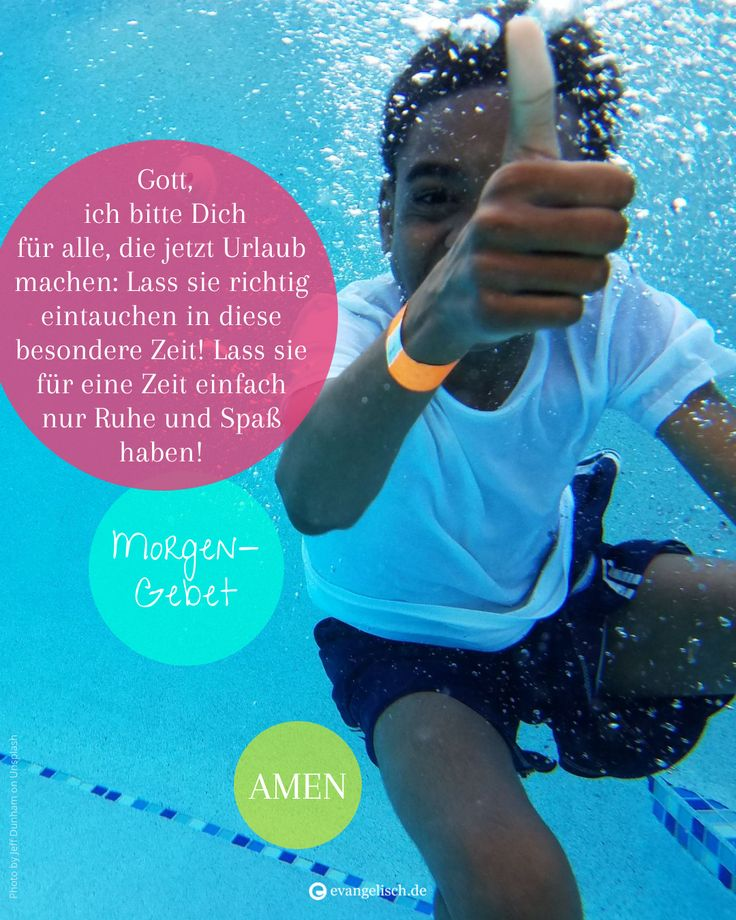 Gott,
ich bitte Dich
für alle, die jetzt Urlaub
machen: Lass sie richtig
eintauchen in diese
besondere Zeit! Lass sie
für eine Zeit einfach
nur Ruhe und Spaß
haben!
Morgen-
Gebet
AMEN
Photo by Jeff Dunham on Unsplash
evangelisch.de